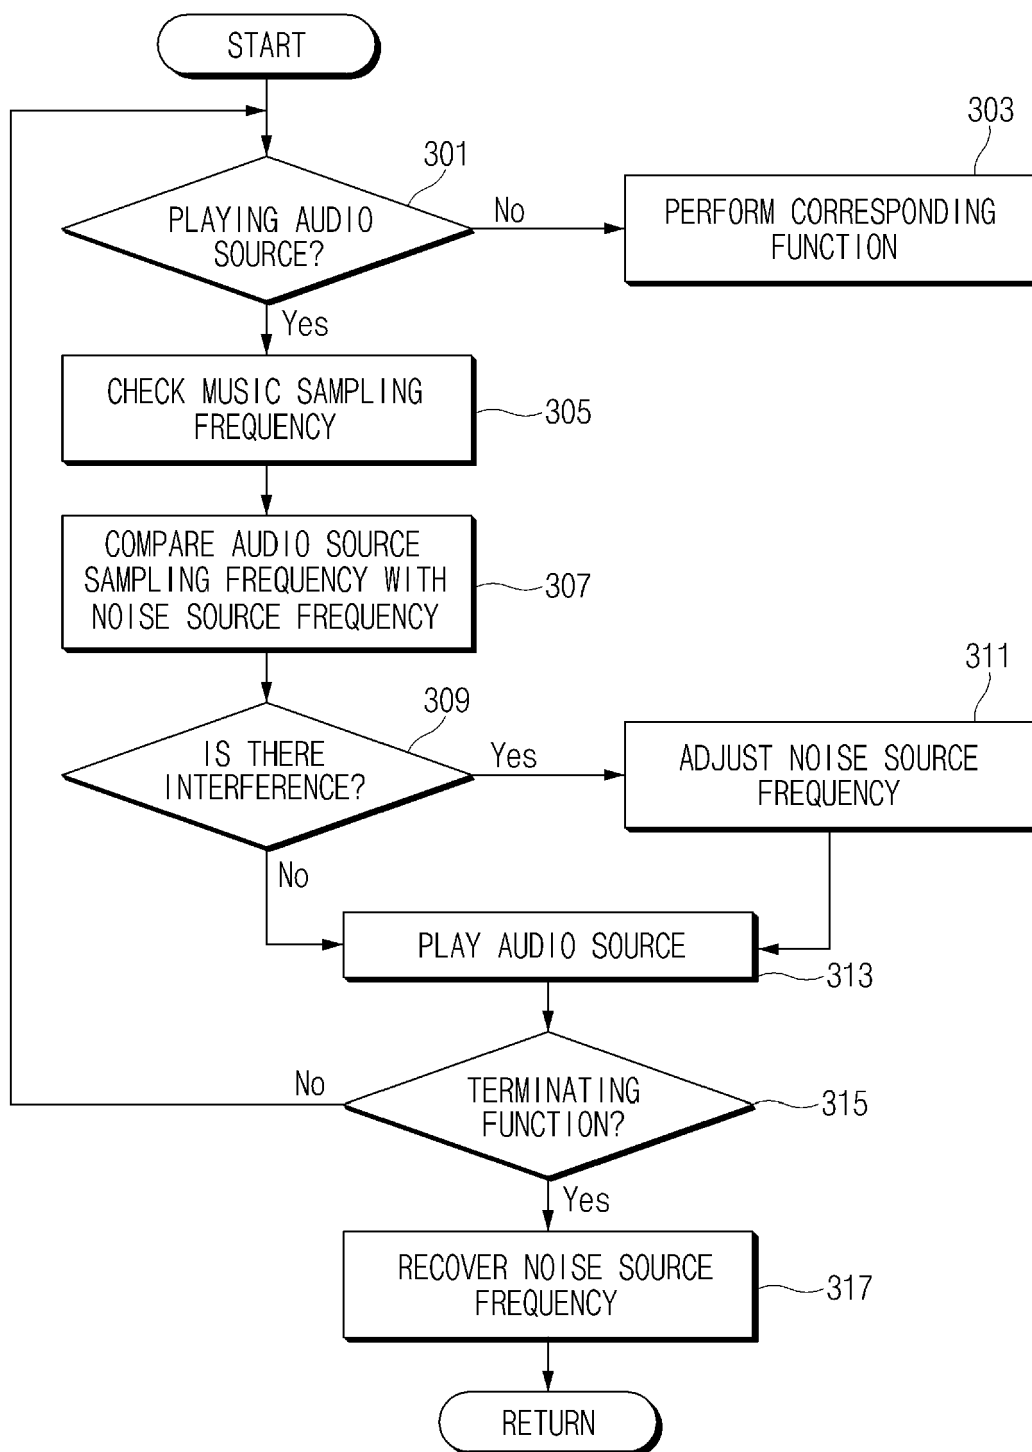 START
303
301
PLAYING AUDIO
SOURCE?
No
PERFORM CORRESPONDING
FUNCTION
Yes
CHECK MUSIC SAMPLING
FREQUENCY
305
COMPARE AUDIO SOURCE
SAMPLING FREQUENCY WITH
NOISE SOURCE FREQUENCY
307
311
309
IS THERE
INTERFERENCE?
Yes
ADJUST NOISE SOURCE
FREQUENCY
No
PLAY AUDIO SOURCE
313
No
TERMINATING
FUNCTION?
315
Yes
RECOVER NOISE SOURCE
FREQUENCY
317
RETURN